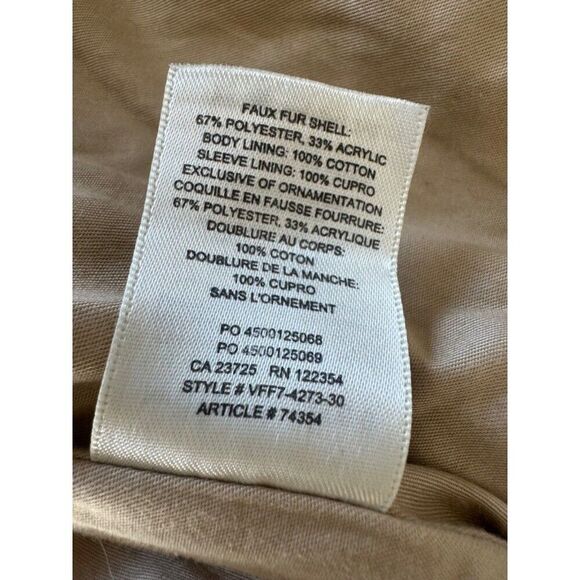 FAUX FUR SHELL:
67% POLYESTER, 33% ACRYLIC
BODY LINING: 100% COTTON
SLEEVE LINING: 100% CUPRO
EXCLUSIVE OF ORNAMENTATION
COQUILLE EN FAUSSE FOURRURE:
67% POLYESTER, 33% ACRYLIQUE
DOUBLURE AU CORPS:
100% COTON
DOUBLURE DE LA MANCHE:
100% CUPRO
SANS L'ORNEMENT
PO 4500125068
PO 4500125069
CA 23725 RN 122354
STYLE # VFF7-4273-30
ARTICLE # 74354